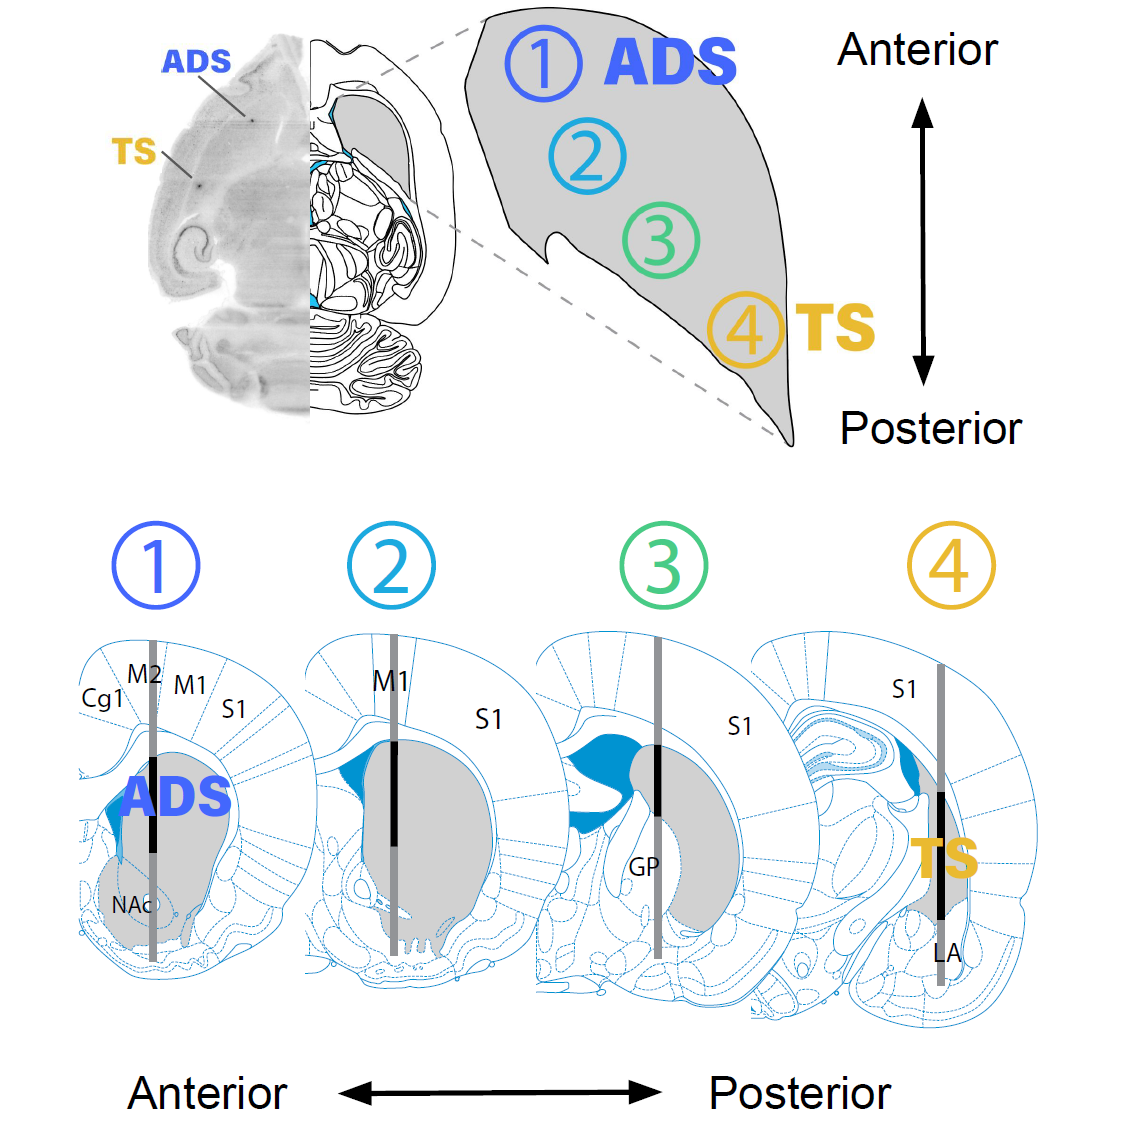 ADS
TS
1 ADS
2
3
4 TS
Anterior
Posterior
1
2
3
4
Cg1
M2
M1
S1
ADS
NAc
M1
S1
S1
GP
S1
TS
LA
Anterior
Posterior